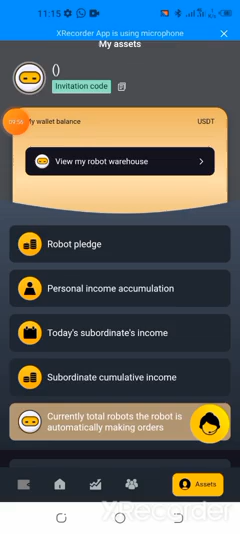 11:15
XRecorder App is using microphone
My assets
()
Invitation code
09:56
My wallet balance USDT
View my robot warehouse
Robot pledge
Personal income accumulation
Today's subordinate's income
Subordinate cumulative income
Currently total robots the robot is
automatically making orders
Assets
XRecorder